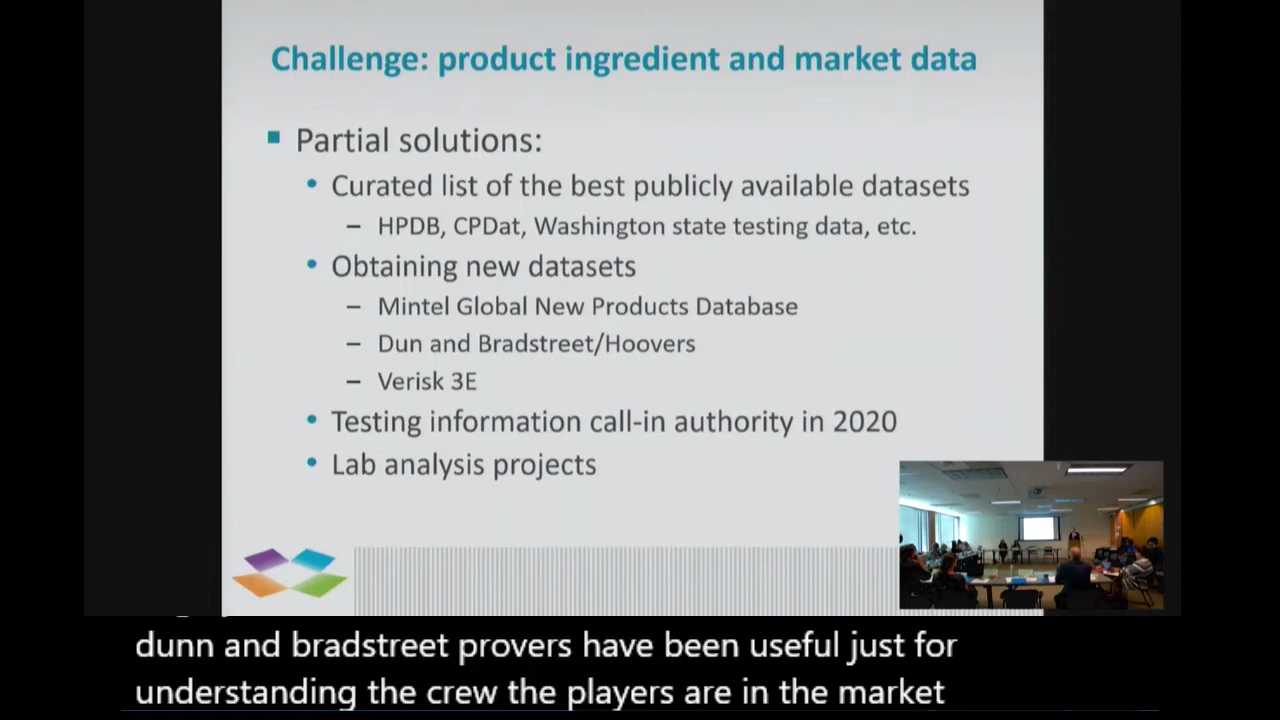 Challenge: product ingredient and market data
Partial solutions:
Curated list of the best publicly available datasets
– HPDB, CPDat, Washington state testing data, etc.
Obtaining new datasets
– Mintel Global New Products Database
– Dun and Bradstreet/Hoovers
– Verisk 3E
Testing information call-in authority in 2020
Lab analysis projects
dunn and bradstreet provers have been useful just for
understanding the crew the players are in the market